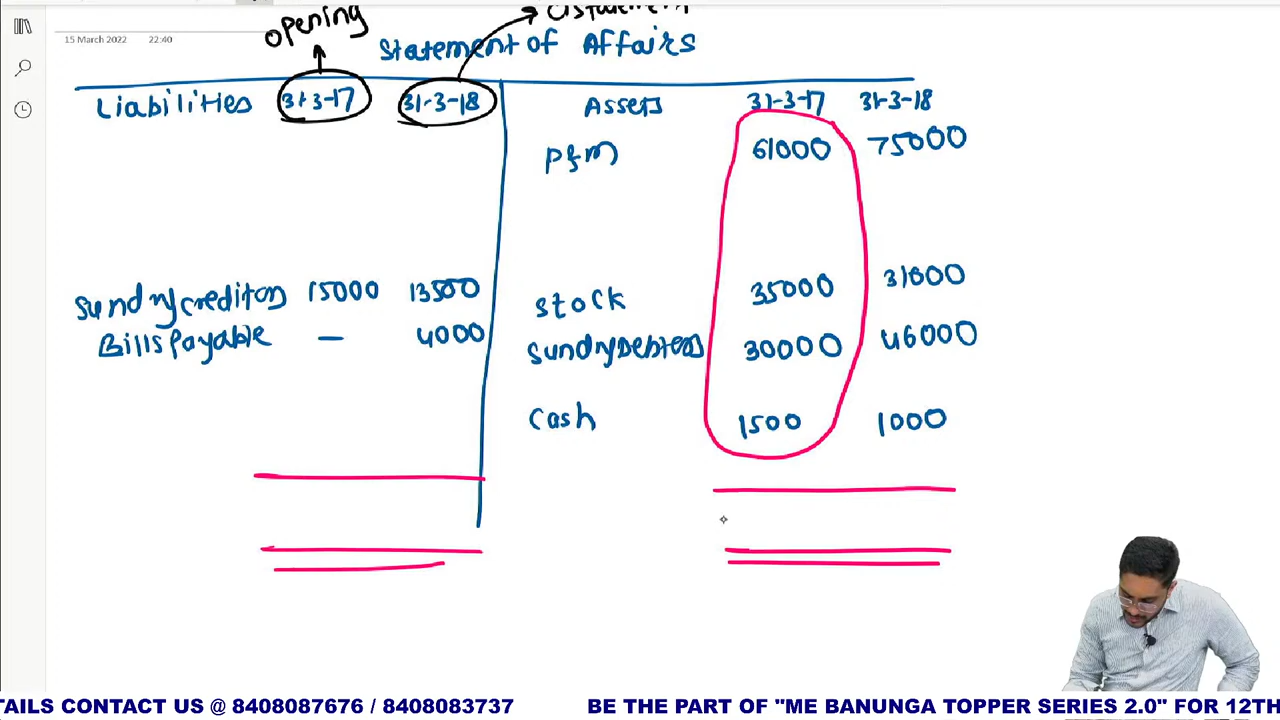 opening
Statement of Affairs
15 March 2022 22:40
Liabilities 31-3-17 31-3-18 Assets 31-3-17 31-3-18
P&M 61000 75000
Sundry creditors 15000 13500 Stock 35000 31000
Bills Payable — 4000 Sundry Debtors 30000 46000
Cash 1500 1000
TAILS CONTACT US @ 8408087676 / 8408083737 BE THE PART OF "ME BANUNGA TOPPER SERIES 2.0" FOR 12TH